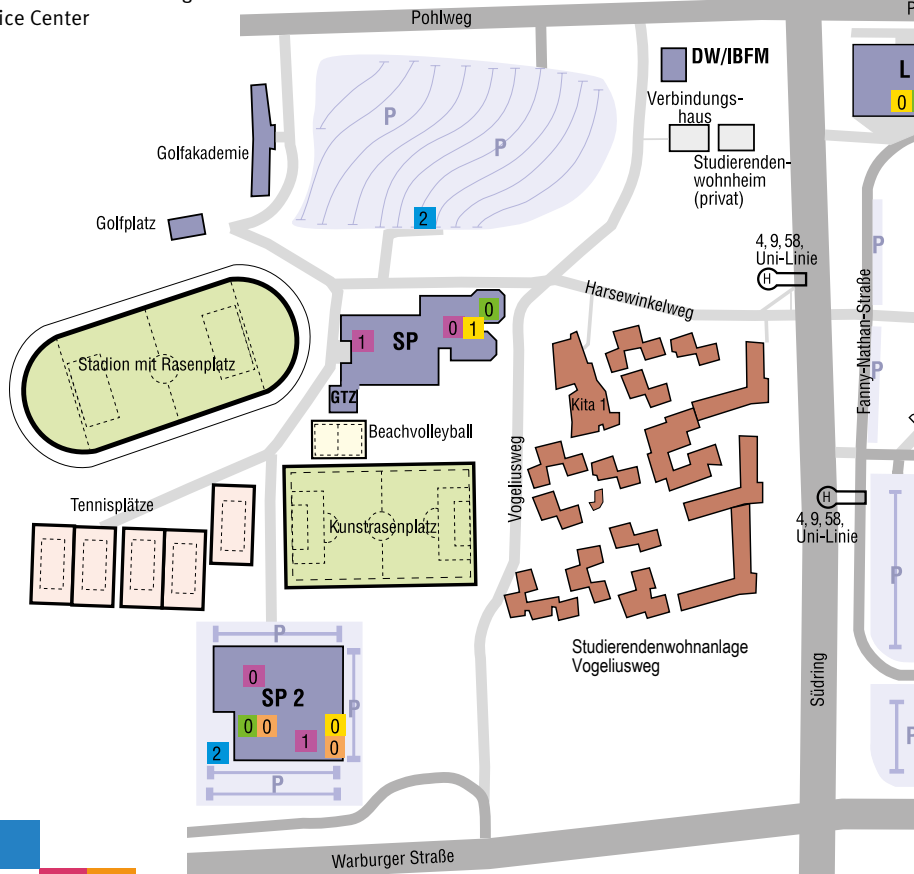 ice Center
Pohlweg
P
DW/IBFM
L
0
Verbindungs-
haus
Studierenden-
wohnheim
(privat)
P
P
Golfakademie
Golfplatz
2
4, 9, 58,
Uni-Linie
H
P
Harsewinkelweg
Fanny-Nathan-Straße
0
0
1
1
SP
GTZ
Stadion mit Rasenplatz
P
Kita 1
Beachvolleyball
Vogeliusweg
Tennisplätze
Kunstrasenplatz
H
4, 9, 58,
Uni-Linie
P
P
Studierendenwohnanlage
Vogeliusweg
Südring
0
SP 2
P
0
0
0
1
0
2
P
P
Warburger Straße